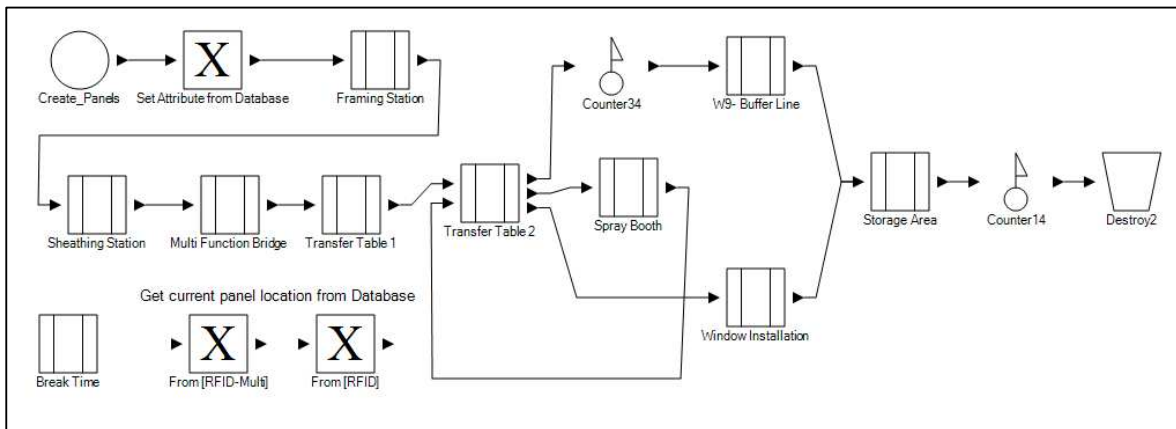 X
Create_Panels
Set Attribute from Database
Framing Station
Counter34
W9- Buffer Line
Sheathing Station
Multi Function Bridge
Transfer Table 1
Transfer Table 2
Spray Booth
Storage Area
Counter14
Destroy2
Get current panel location from Database
Window Installation
Break Time
X
From [RFID-Multi]
X
From [RFID]